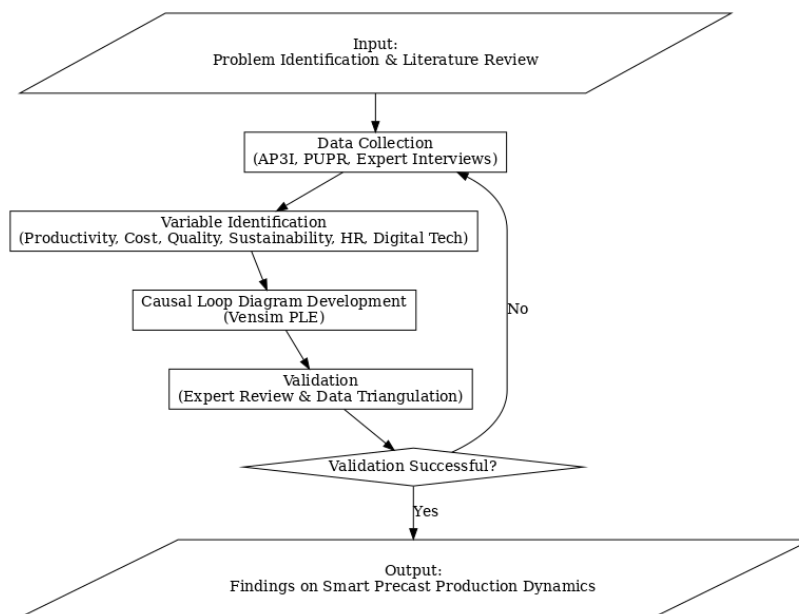 Input:
Problem Identification & Literature Review
Data Collection
(AP3I, PUPR, Expert Interviews)
Variable Identification
(Productivity, Cost, Quality, Sustainability, HR, Digital Tech)
Causal Loop Diagram Development
(Vensim PLE)
No
Validation
(Expert Review & Data Triangulation)
Validation Successful?
Yes
Output:
Findings on Smart Precast Production Dynamics